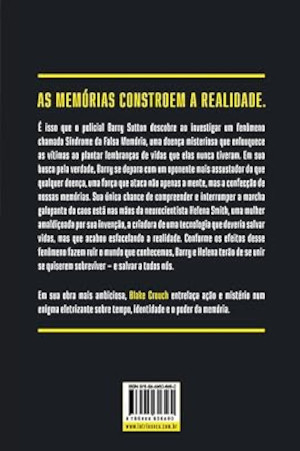 AS MEMÓRIAS CONSTROEM A REALIDADE.
É isso que o policial Barry Sutton descobre ao investigar um fenômeno
chamado Síndrome da Falsa Memória, uma doença misteriosa que enlouquece
as vítimas ao plantar lembranças de vidas que elas nunca tiveram. Em sua
busca pela verdade, Barry se depara com um oponente mais assustador do que
qualquer doença, uma força que ataca não apenas a mente, mas a confecção de
nossas memórias. Sua única chance de compreender e interromper a marcha
galopante do caos está nas mãos da neurocientista Helena Smith, uma mulher
amaldiçoada por sua invenção, a criadora de uma tecnologia que deveria salvar
vidas, mas que acabou esfacelando a realidade. Conforme os efeitos desse
fenômeno fazem ruir o mundo que conhecemos, Barry e Helena terão de se unir
se quiserem sobreviver – e salvar a todos nós.
Em sua obra mais ambiciosa, Blake Crouch entrelaça ação e mistério num
enigma eletrizante sobre tempo, identidade e o poder da memória.
www.intrinseca.com.br